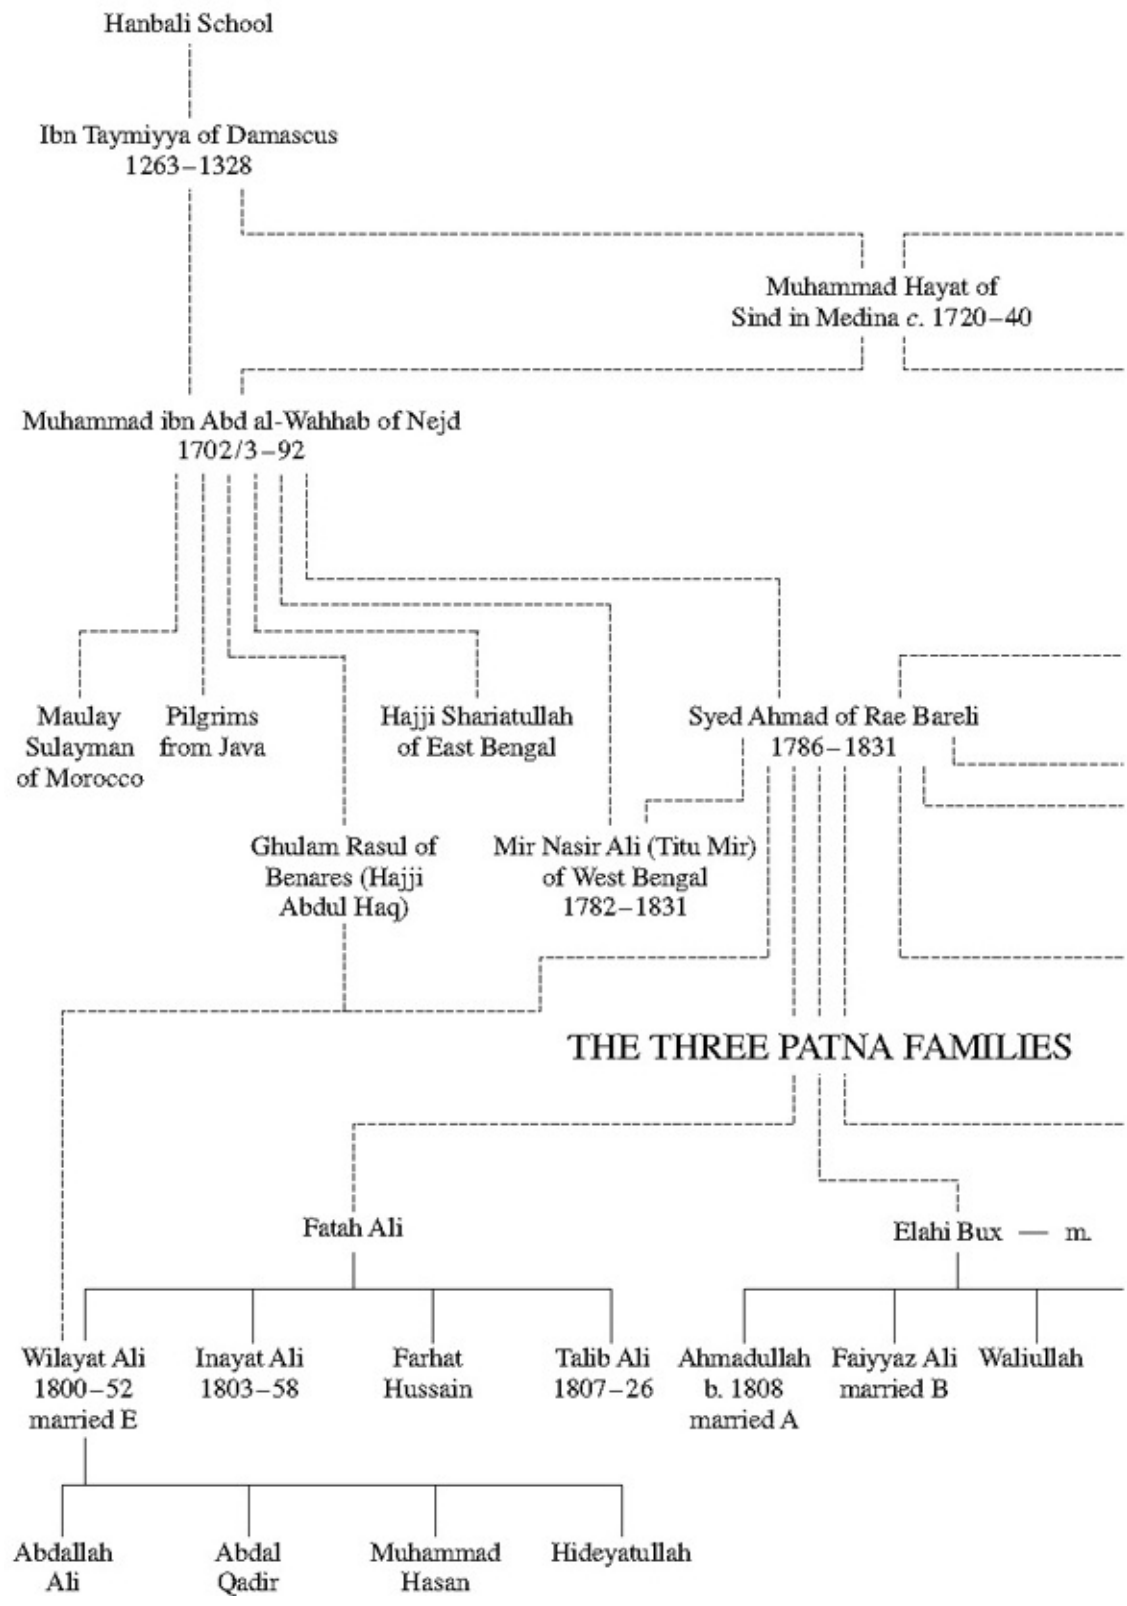 Hanbali School
Ibn Taymiyya of Damascus
1263–1328
Muhammad Hayat of
Sind in Medina c. 1720–40
Muhammad ibn Abd al-Wahhab of Nejd
1702/3–92
Maulay
Sulayman
of Morocco
Pilgrims
from Java
Hajji Shariatullah
of East Bengal
Syed Ahmad of Rae Bareli
1786–1831
Ghulam Rasul of
Benares (Hajji
Abdul Haq)
Mir Nasir Ali (Titu Mir)
of West Bengal
1782–1831
THE THREE PATNA FAMILIES
Fatah Ali
Elahi Bux — m.
Wilayat Ali
1800–52
married E
Inayat Ali
1803–58
Farhat
Hussain
Talib Ali
1807–26
Ahmadullah
b. 1808
married A
Faiyyaz Ali
married B
Waliullah
Abdallah
Ali
Abdal
Qadir
Muhammad
Hasan
Hideyatullah